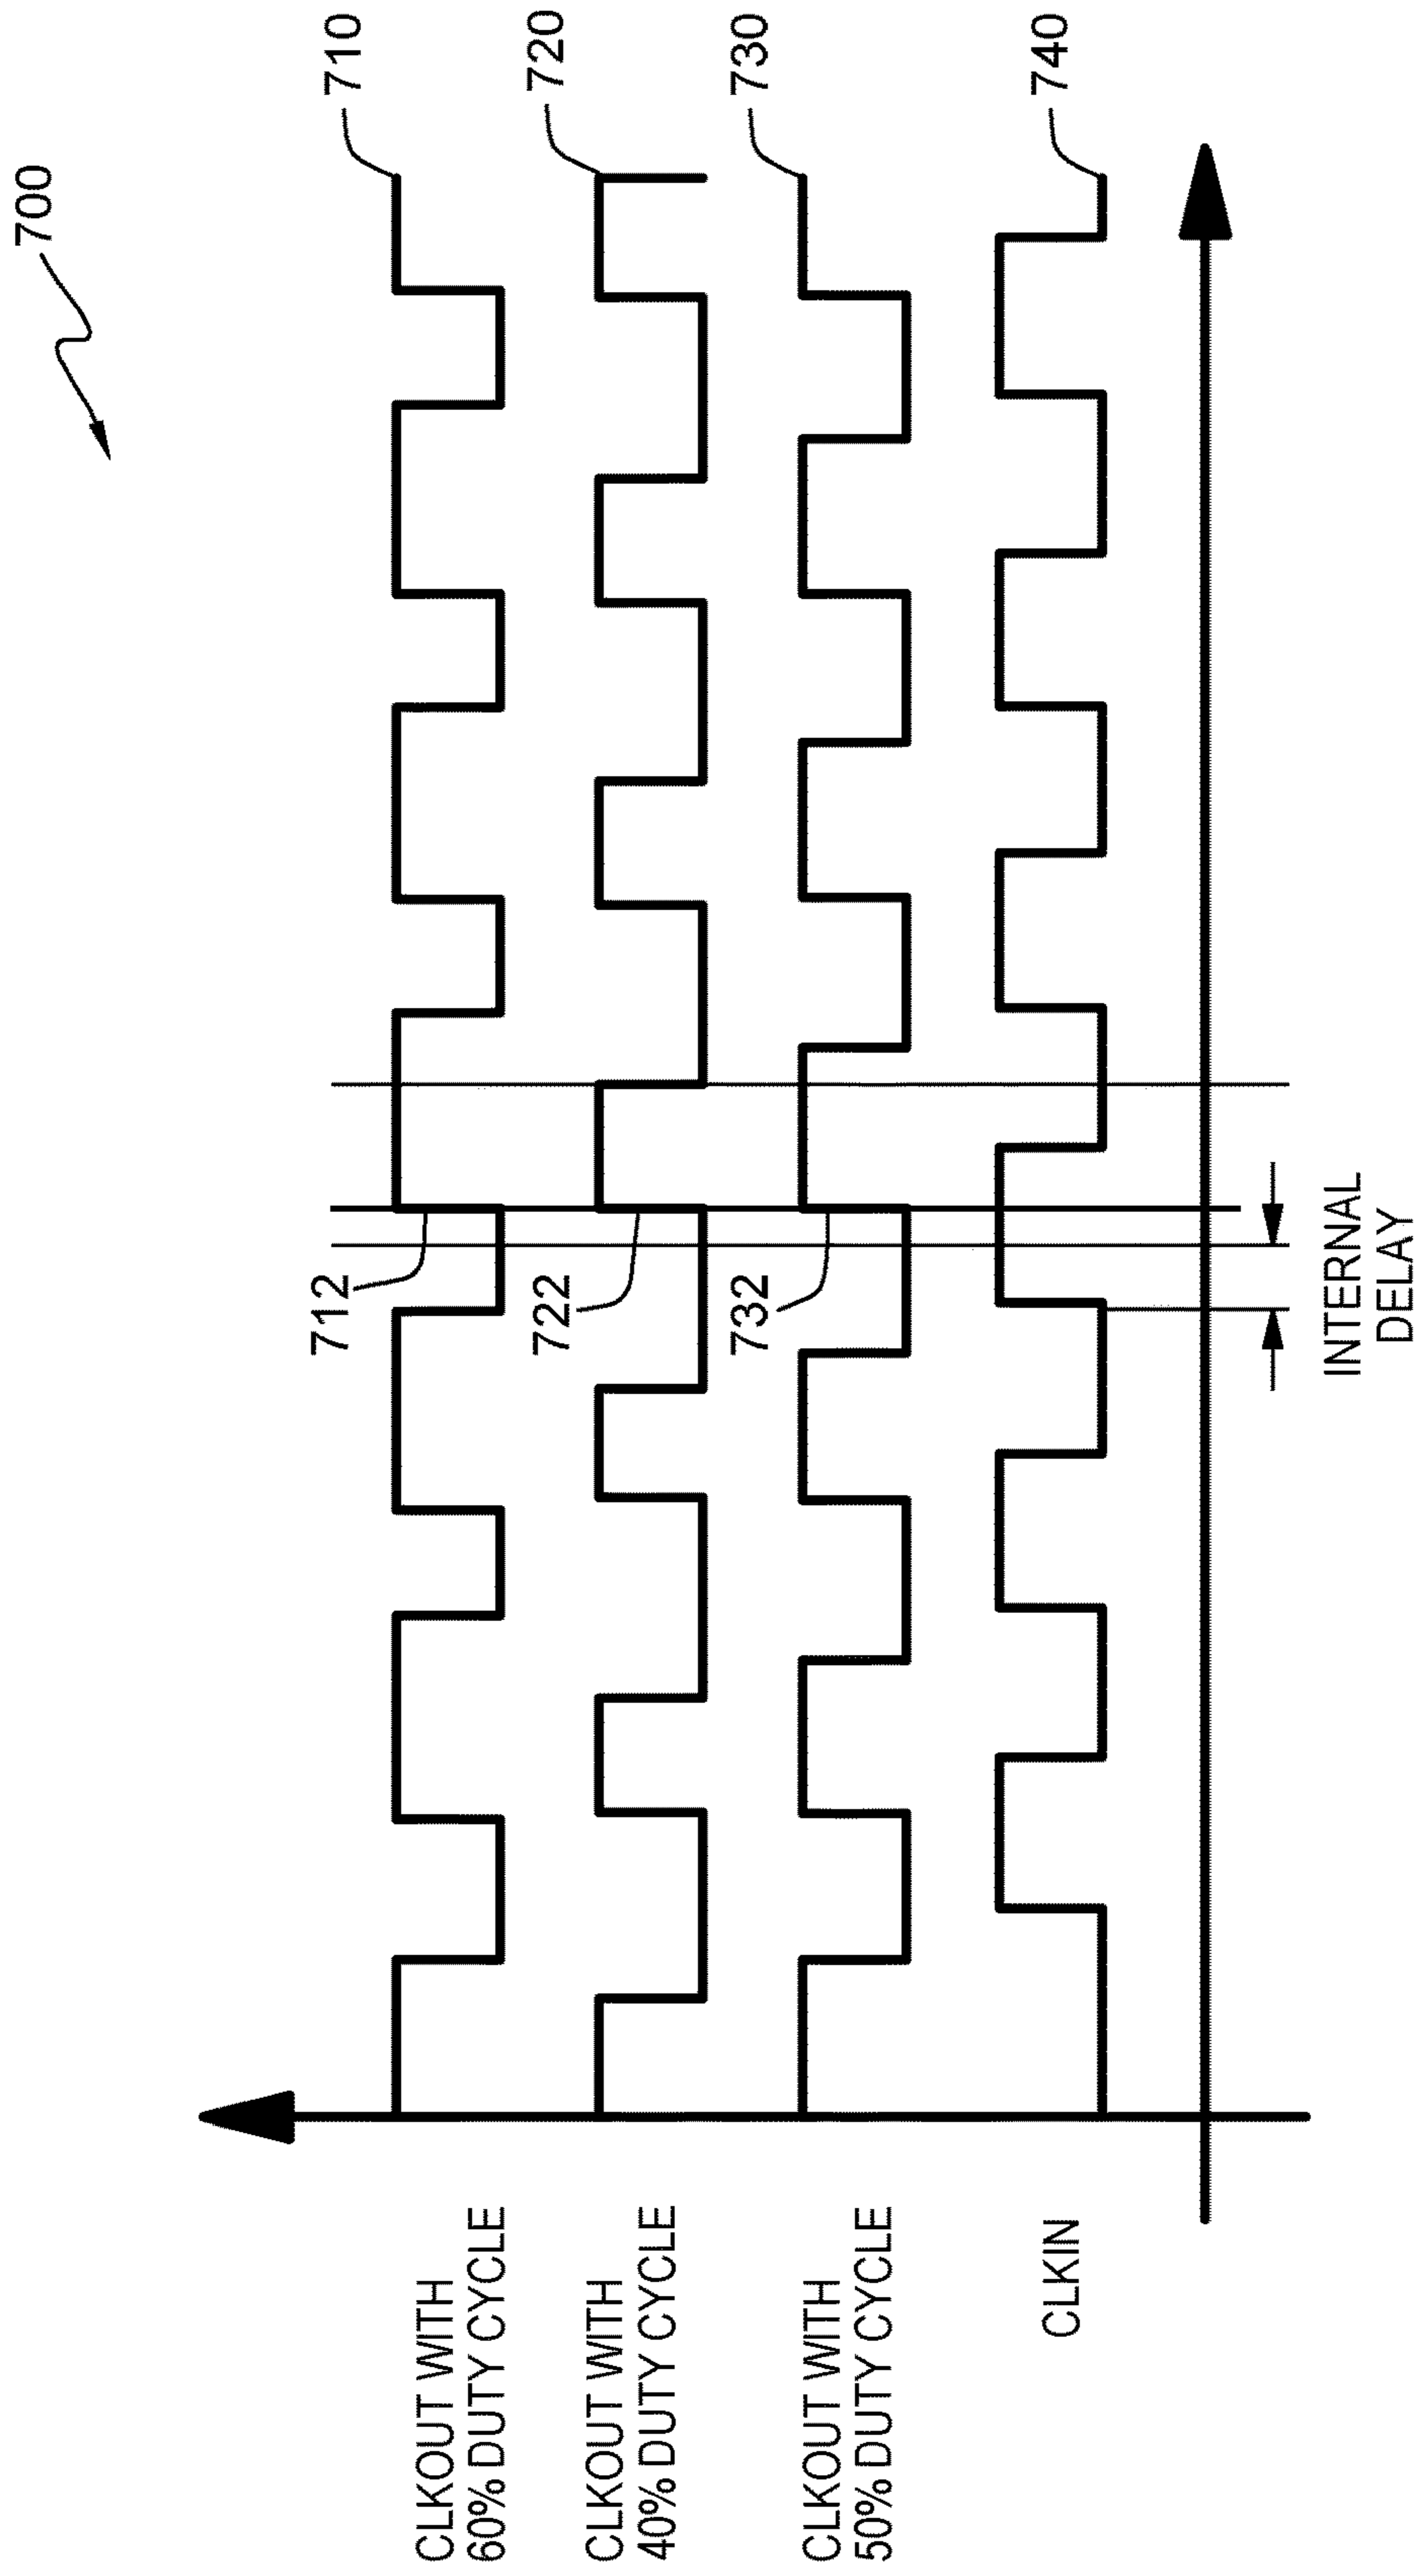 700
CLKOUT WITH
60% DUTY CYCLE
712
710
CLKOUT WITH
40% DUTY CYCLE
722
720
CLKOUT WITH
50% DUTY CYCLE
732
730
CLKIN
740
INTERNAL
DELAY